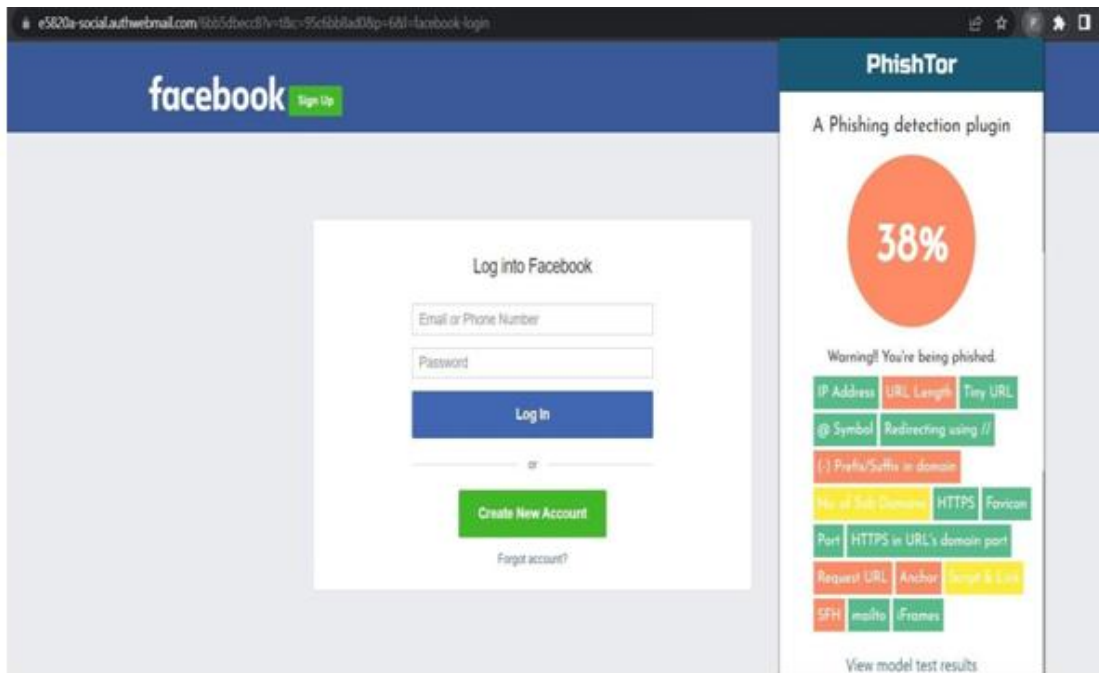 e5820a-social.authwebmail.com
facebook Sign Up
Log into Facebook
Email or Phone Number
Password
Log In
or
Create New Account
Forgot account?
PhishTor
A Phishing detection plugin
38%
Warning!! You're being phished.
IP Address URL Length Tiny URL
@ Symbol Redirecting using //
(-) Prefix/Suffix in domain
No. of Sub Domains HTTPS Favicon
Port HTTPS in URL's domain part
Request URL Anchor Script & Link
SFH mailto iFrames
View model test results